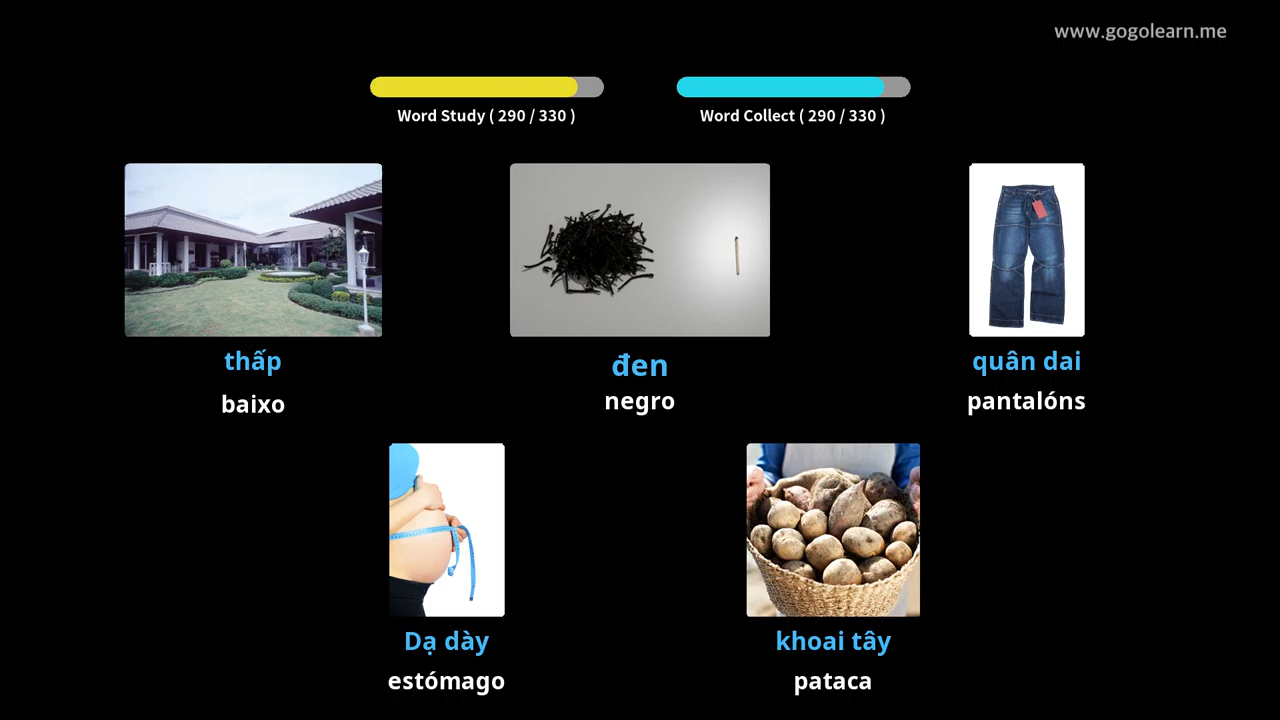 www.gogolearn.me
Word Study ( 290 / 330 )
Word Collect ( 290 / 330 )
thấp
baixo
đen
negro
quân dai
pantalóns
Dạ dày
estómago
khoai tây
pataca